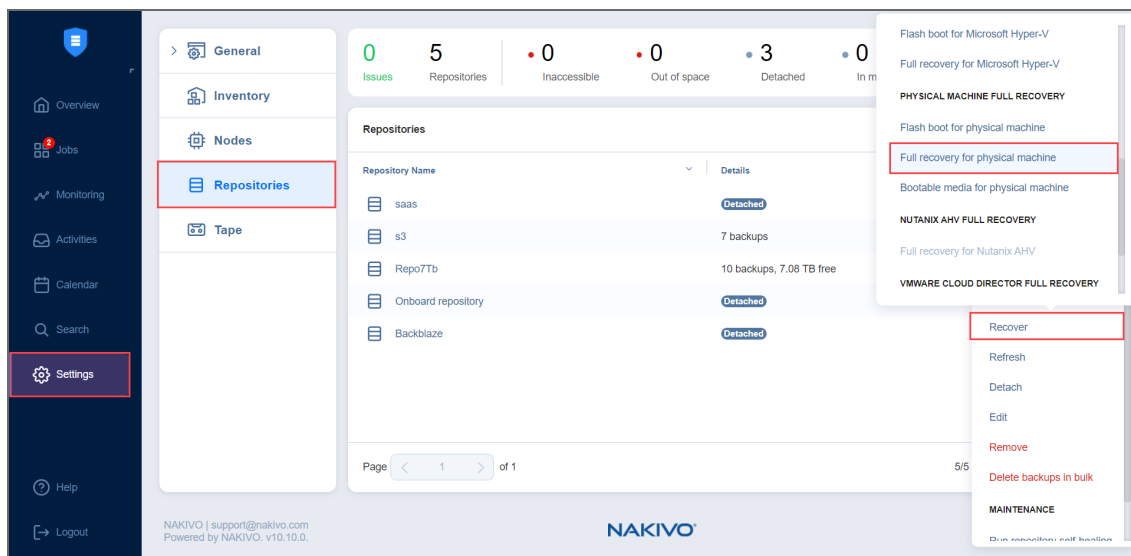 Overview
2
Jobs
Monitoring
Activities
Calendar
Search
Settings
Help
Logout
General
Inventory
Nodes
Repositories
Tape
0
Issues
5
Repositories
0
Inaccessible
0
Out of space
3
Detached
0
In m
Repositories
Repository Name
Details
saas
Detached
s3
7 backups
Repo7Tb
10 backups, 7.08 TB free
Onboard repository
Detached
Backblaze
Detached
Page
1
of 1
5/5
Flash boot for Microsoft Hyper-V
Full recovery for Microsoft Hyper-V
PHYSICAL MACHINE FULL RECOVERY
Flash boot for physical machine
Full recovery for physical machine
Bootable media for physical machine
NUTANIX AHV FULL RECOVERY
Full recovery for Nutanix AHV
VMWARE CLOUD DIRECTOR FULL RECOVERY
Recover
Refresh
Detach
Edit
Remove
Delete backups in bulk
MAINTENANCE
Run repository self-healing
NAKIVO | support@nakivo.com
Powered by NAKIVO. v10.10.0.
NAKIVO